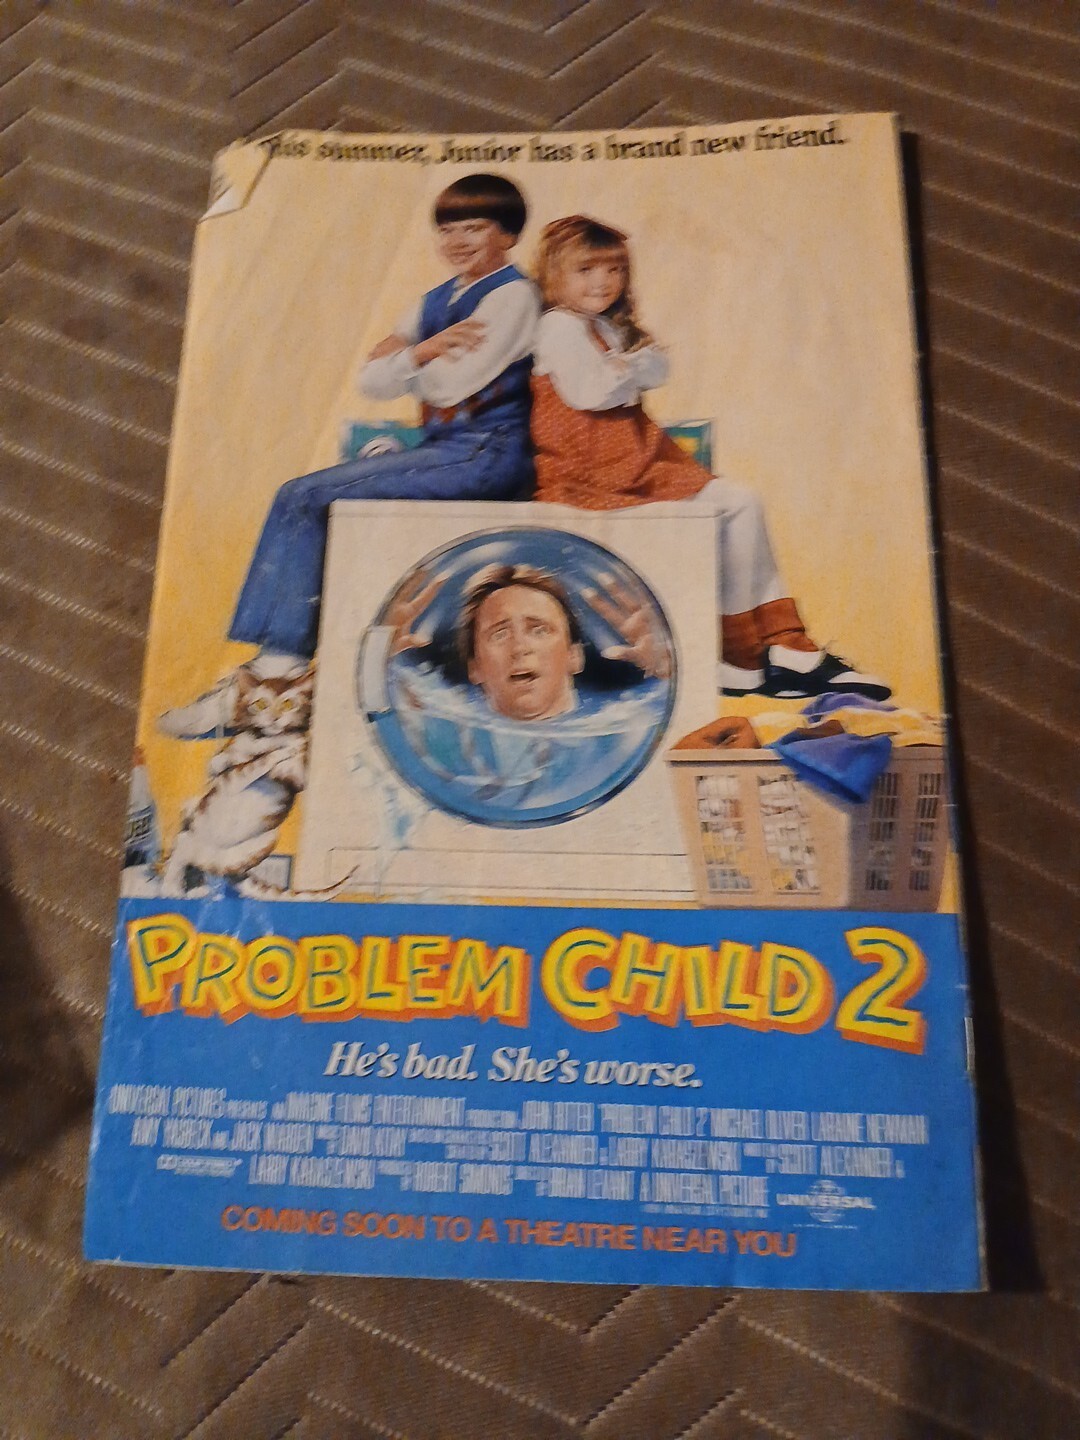 This summer, Junior has a brand new friend.
PROBLEM CHILD 2
He's bad. She's worse.
UNIVERSAL PICTURES PRESENTS AN IMAGINE FILMS ENTERTAINMENT PRODUCTION JOHN RITTER "PROBLEM CHILD 2" MICHAEL OLIVER LARAINE NEWMAN
AMY YASBECK AND JACK WARDEN DAVID KITAY SCOTT ALEXANDER & LARRY KARASZEWSKI SCOTT ALEXANDER &
LARRY KARASZEWSKI ROBERT SIMONDS BRIAN LEVANT A UNIVERSAL PICTURE UNIVERSAL
COMING SOON TO A THEATRE NEAR YOU